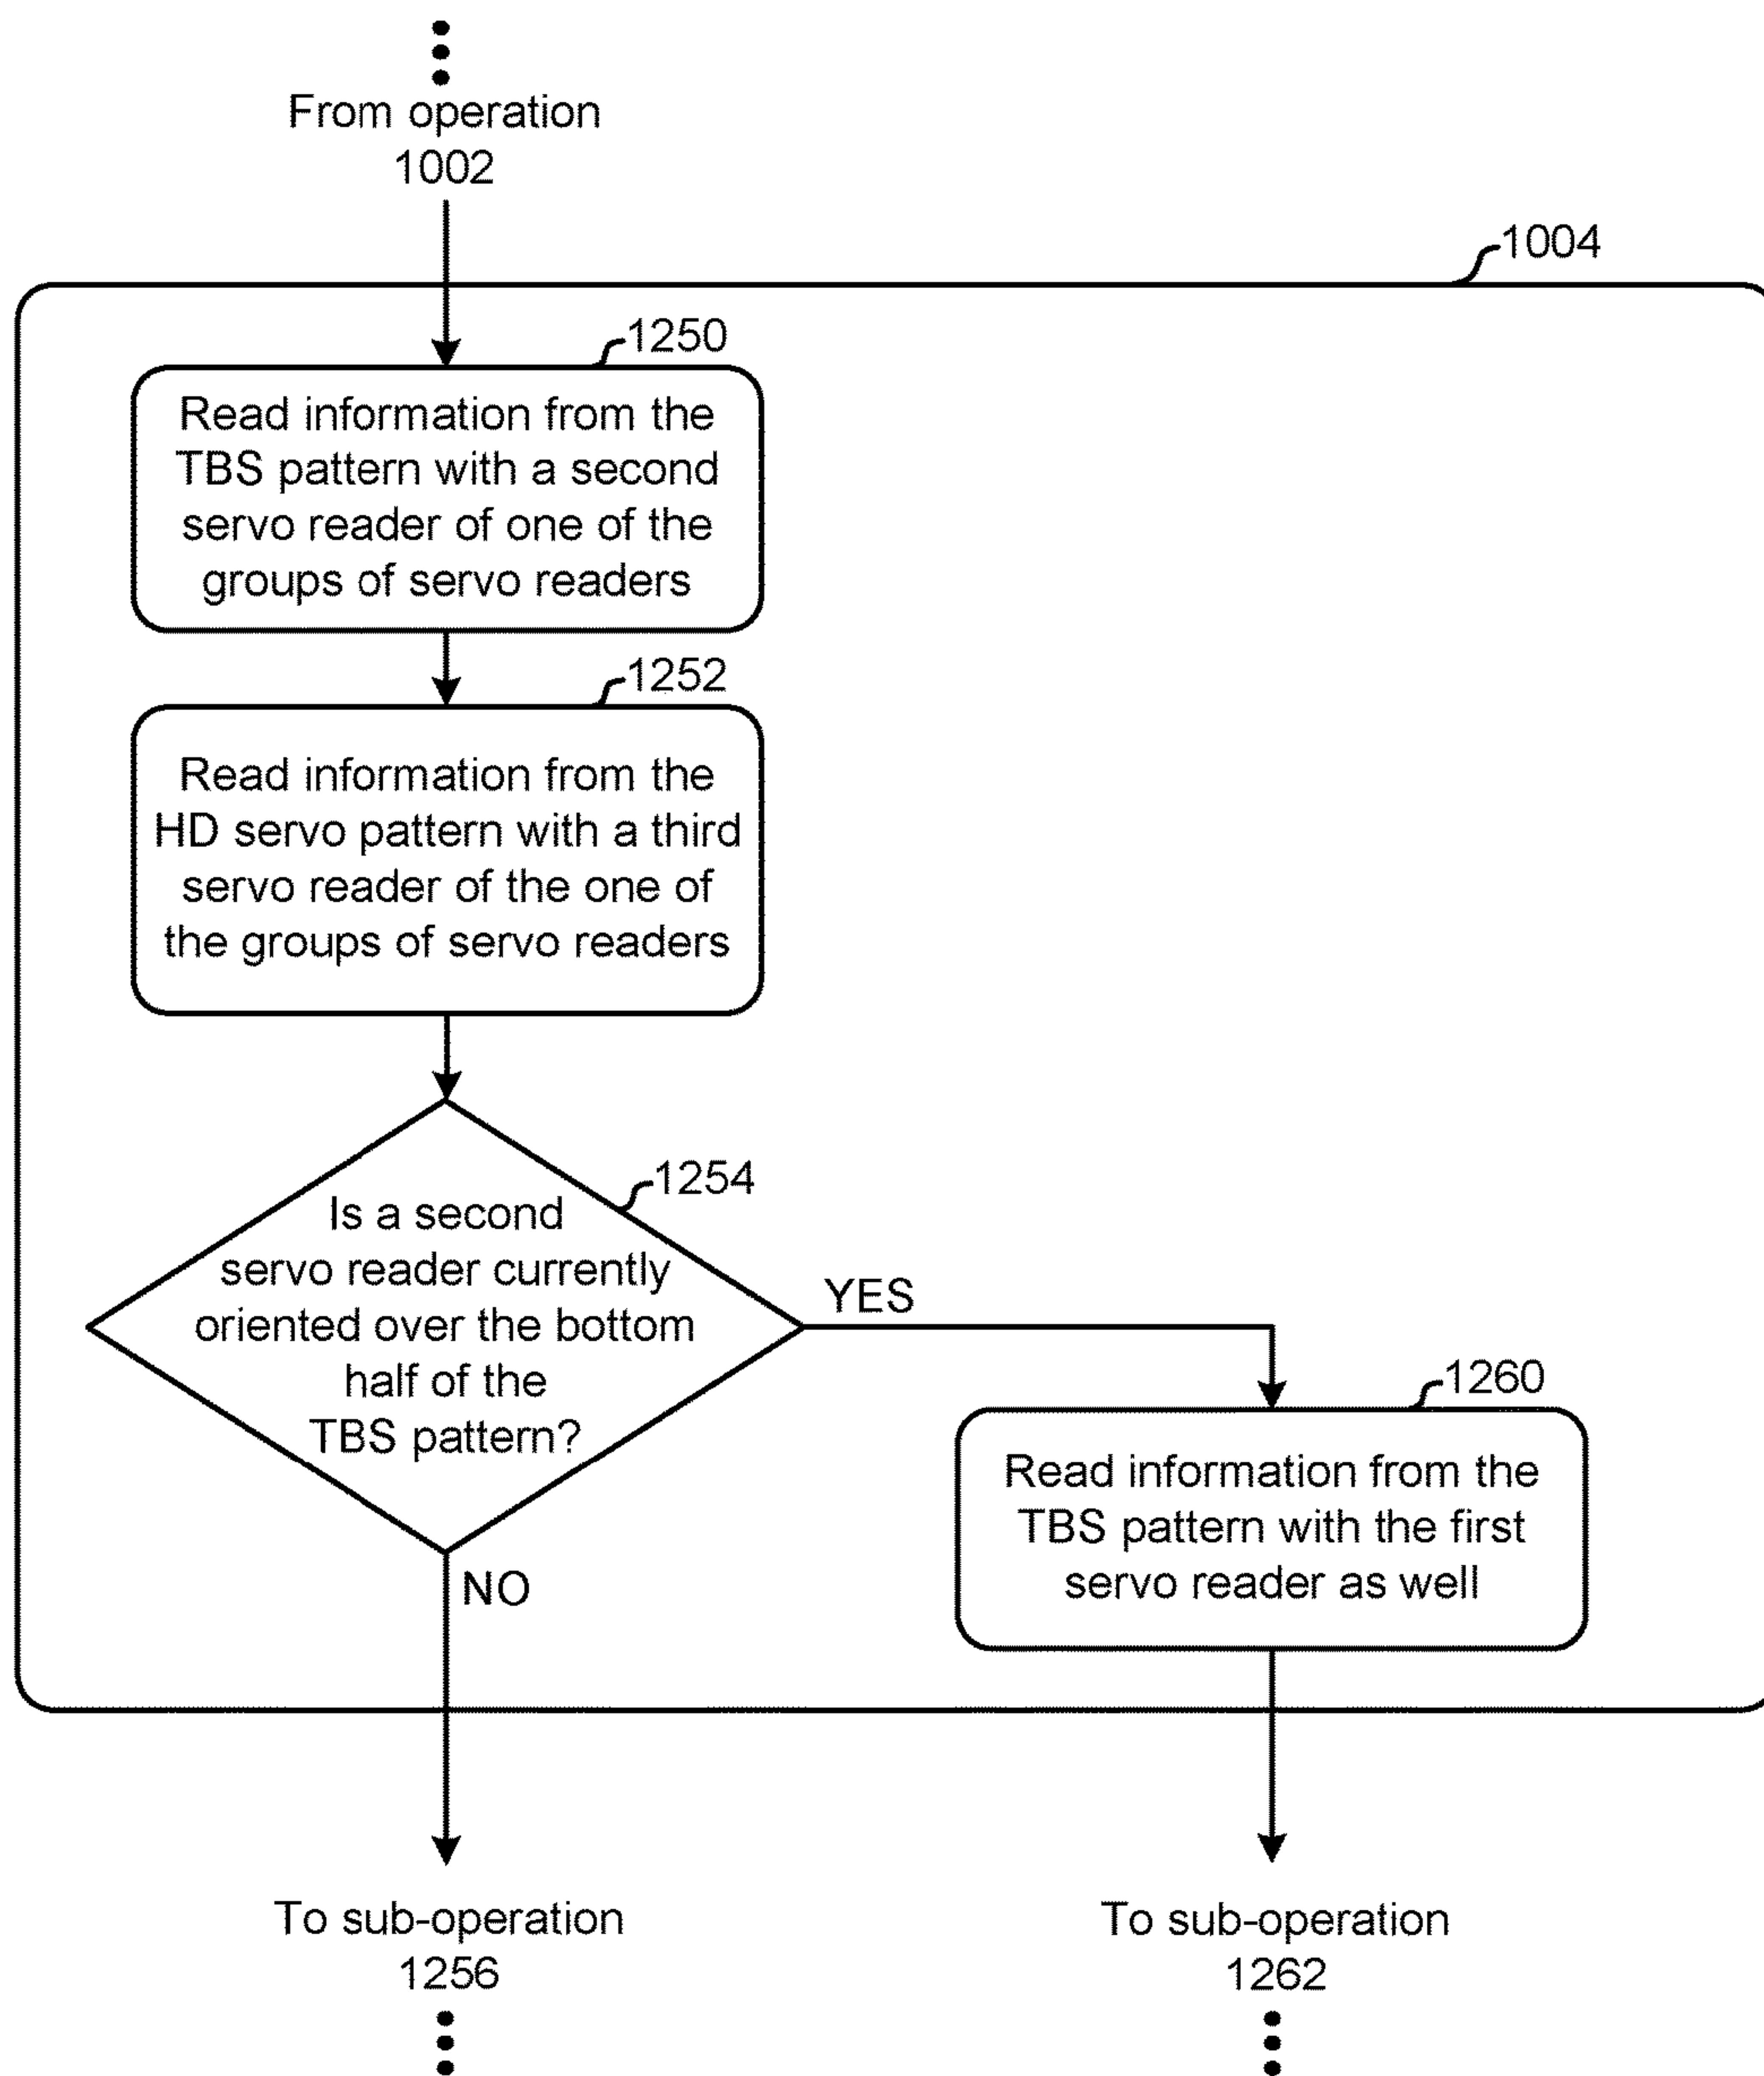 From operation
1002
1004
1250
Read information from the
TBS pattern with a second
servo reader of one of the
groups of servo readers
1252
Read information from the
HD servo pattern with a third
servo reader of the one of
the groups of servo readers
1254
Is a second
servo reader currently
oriented over the bottom
half of the
TBS pattern?
YES
NO
1260
Read information from the
TBS pattern with the first
servo reader as well
To sub-operation
1256
To sub-operation
1262